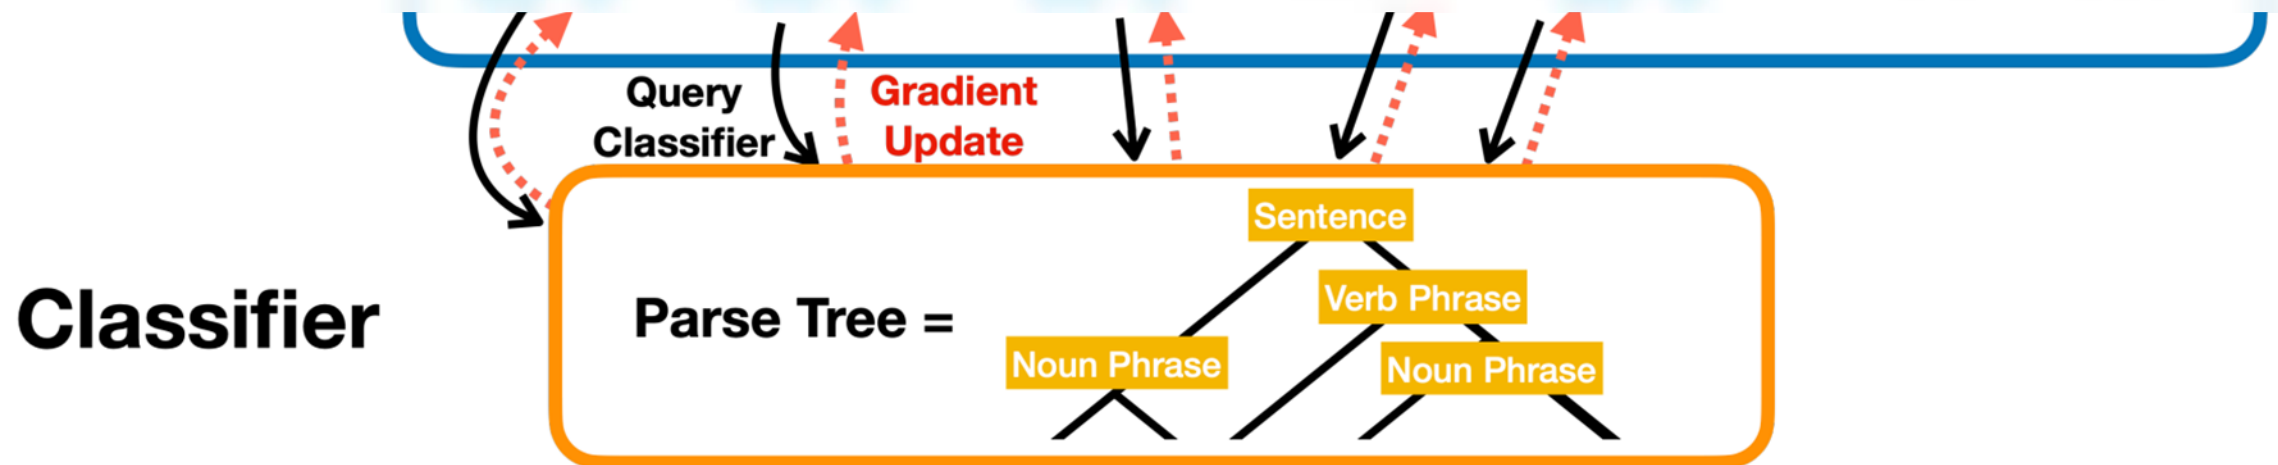 Query
Classifier
Gradient
Update
Sentence
Verb Phrase
Classifier
Parse Tree =
Noun Phrase
Noun Phrase